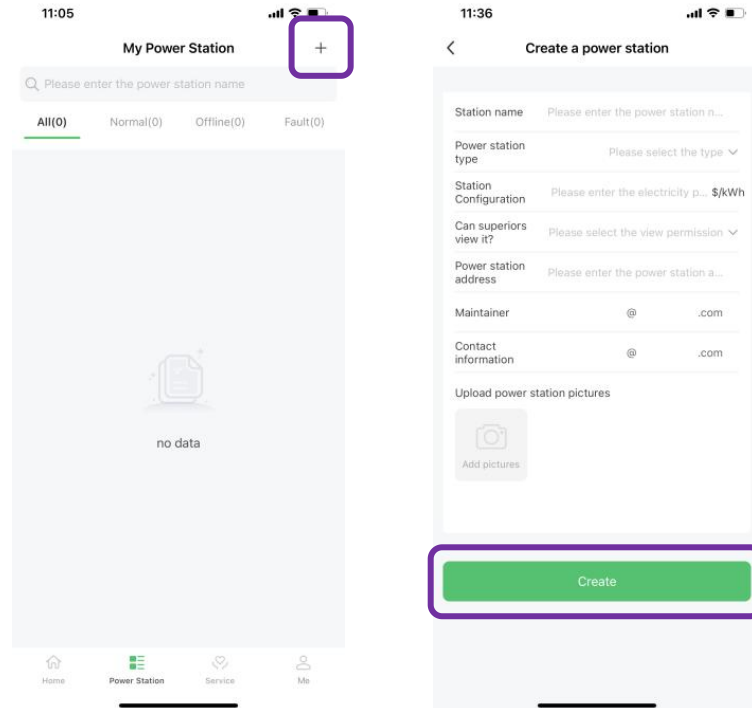 11:05
My Power Station
+
Please enter the power station name
All(0) Normal(0) Offline(0) Fault(0)
no data
Home Power Station Service Me
11:36
Create a power station
Station name Please enter the power station n...
Power station
type
Please select the type
Station
Configuration
Please enter the electricity p... $/kWh
Can superiors
view it?
Please select the view permission
Power station
address
Please enter the power station a...
Maintainer @ .com
Contact
information
@ .com
Upload power station pictures
Add pictures
Create